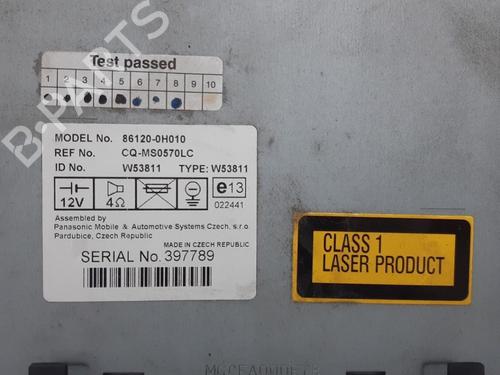 Test passed
1 2 3 4 5 6 7 8 9 10
B-PARTS
MODEL No. 86120-0H010
REF No. CQ-MS0570LC
ID No. W53811 TYPE: W53811
12V 4Ω e13
022441
Assembled by
Panasonic Mobile & Automotive Systems Czech, s.r.o
Pardubice, Czech Republic
MADE IN CZECH REPUBLIC
SERIAL No. 397789
CLASS 1
LASER PRODUCT